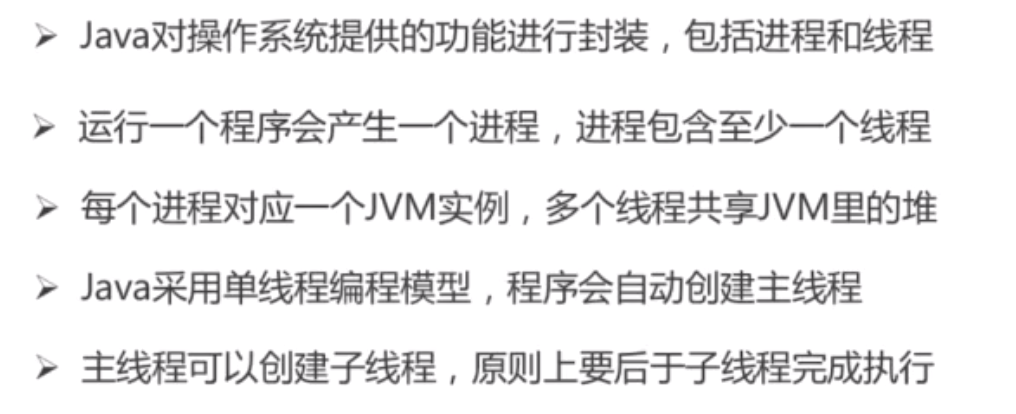 ➢ Java对操作系统提供的功能进行封装，包括进程和线程
➢ 运行一个程序会产生一个进程，进程包含至少一个线程
➢ 每个进程对应一个JVM实例，多个线程共享JVM里的堆
➢ Java采用单线程编程模型，程序会自动创建主线程
➢ 主线程可以创建子线程，原则上要后于子线程完成执行